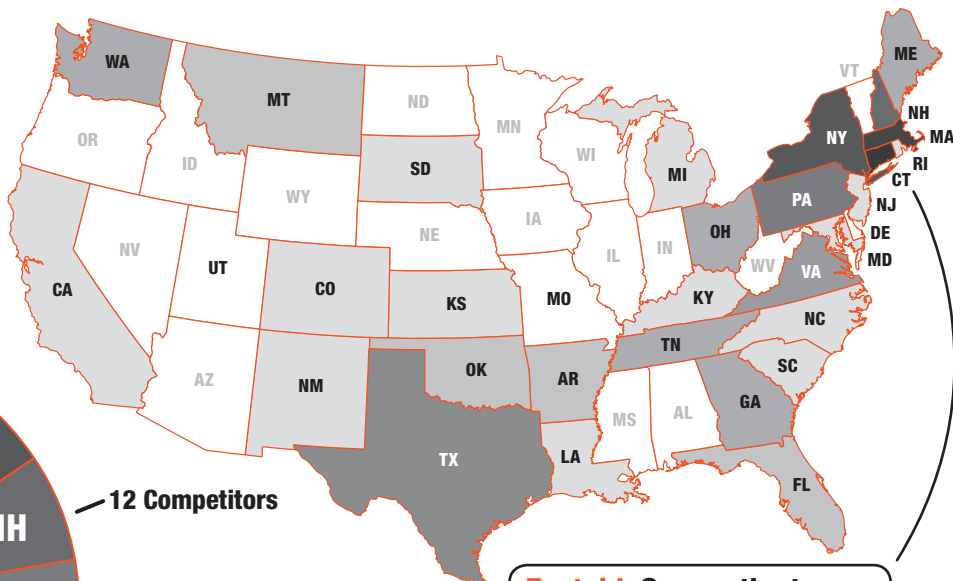 WA
MT
ND
MN
OR
ID
SD
WI
MI
VT
ME
NY
NH
MA
RI
CT
WY
IA
PA
NJ
NE
OH
DE
NV
UT
IL
IN
WV
MD
VA
CA
CO
KS
MO
KY
NC
AZ
NM
OK
AR
TN
SC
MS
AL
GA
TX
LA
FL
12 Competitors